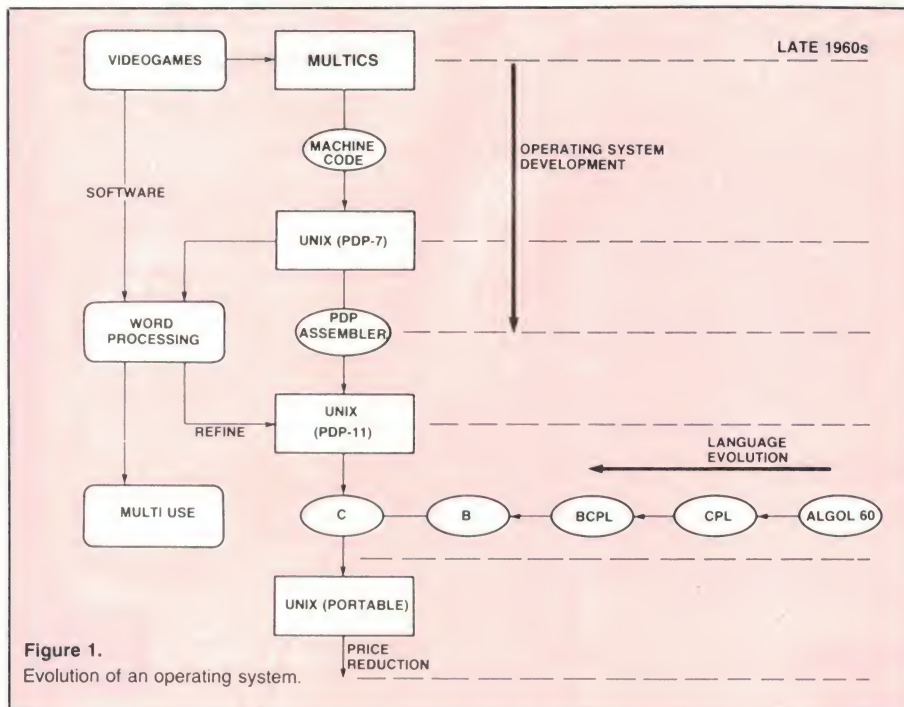 LATE 1960s
VIDEOGAMES
MULTICS
MACHINE
CODE
OPERATING SYSTEM
DEVELOPMENT
SOFTWARE
UNIX (PDP-7)
WORD
PROCESSING
PDP
ASSEMBLER
REFINE
UNIX
(PDP-11)
LANGUAGE
EVOLUTION
MULTI USE
C
B
BCPL
CPL
ALGOL 60
UNIX (PORTABLE)
PRICE
REDUCTION
Figure 1.
Evolution of an operating system.